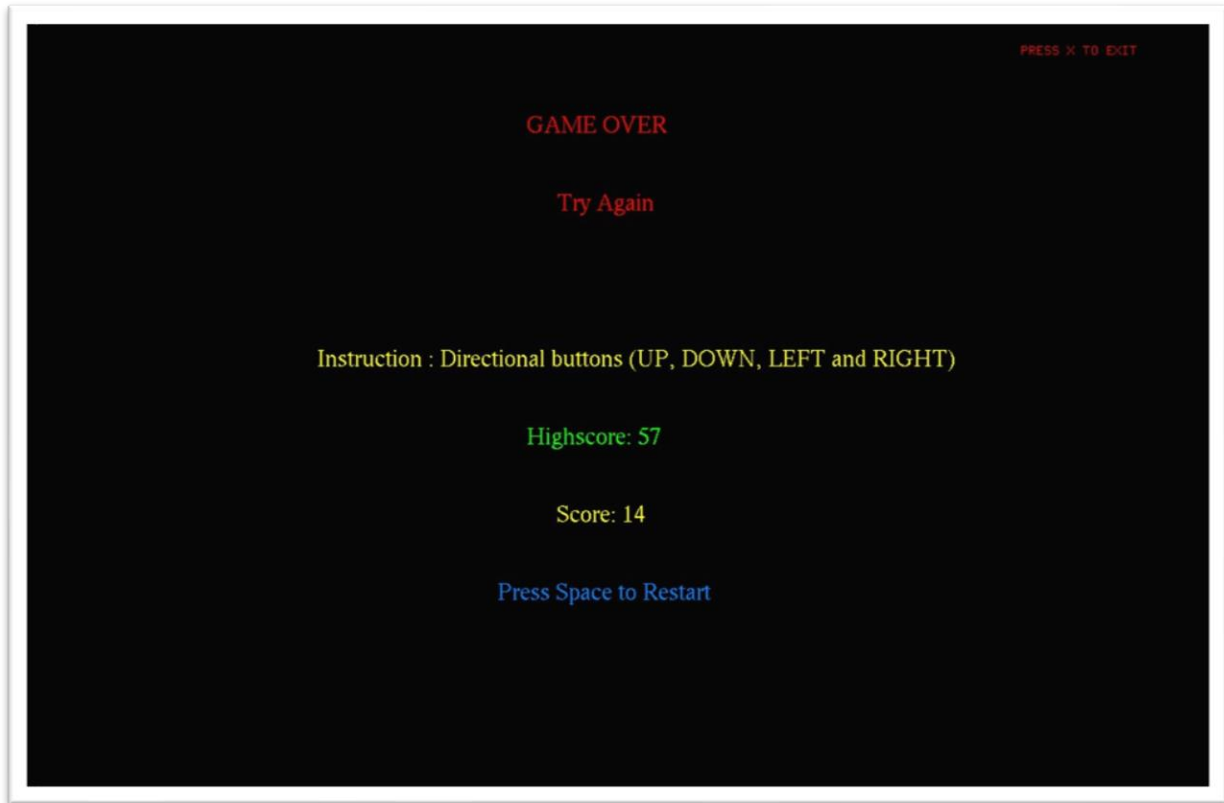 PRESS X TO EXIT
GAME OVER
Try Again
Instruction : Directional buttons (UP, DOWN, LEFT and RIGHT)
Highscore: 57
Score: 14
Press Space to Restart